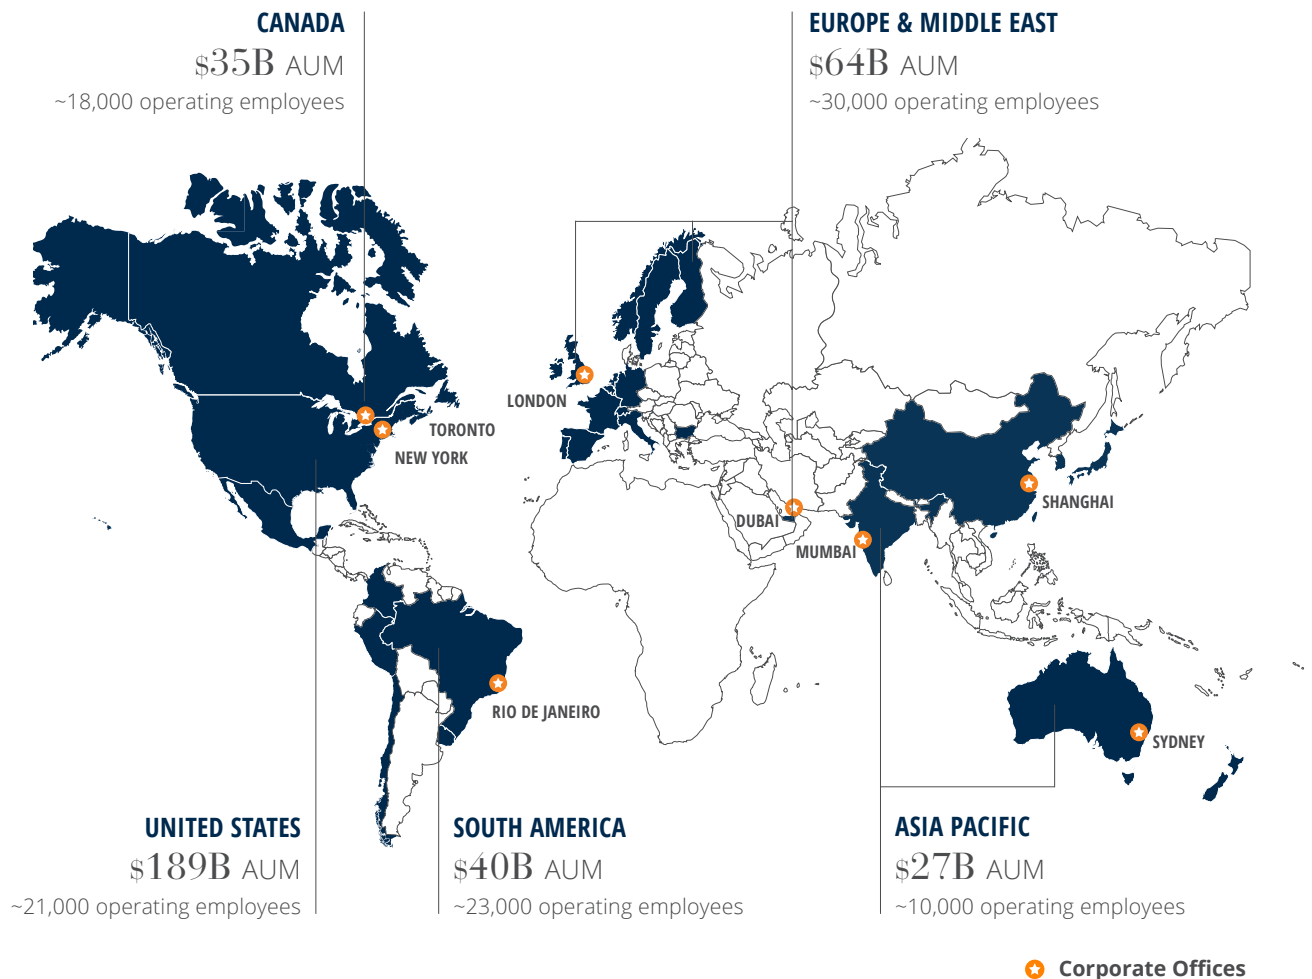 CANADA
$35B AUM
~18,000 operating employees
EUROPE & MIDDLE EAST
$64B AUM
~30,000 operating employees
LONDON
TORONTO
NEW YORK
SHANGHAI
DUBAI
MUMBAI
RIO DE JANEIRO
SYDNEY
UNITED STATES
$189B AUM
~21,000 operating employees
SOUTH AMERICA
$40B AUM
~23,000 operating employees
ASIA PACIFIC
$27B AUM
~10,000 operating employees
Corporate Offices